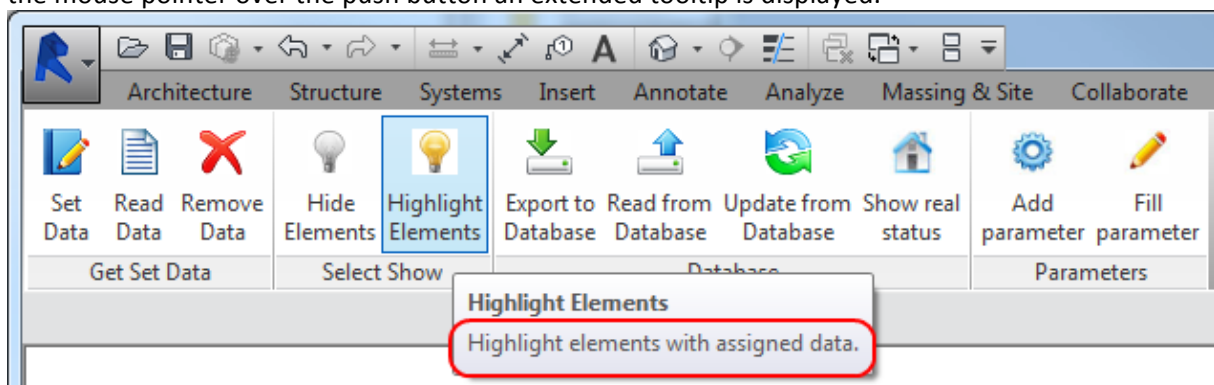 the mouse pointer over the push button an extended tooltip is displayed.
Architecture Structure Systems Insert Annotate Analyze Massing & Site Collaborate
Set Read Remove Hide Highlight Export to Read from Update from Show real Add Fill
Data Data Data Elements Elements Database Database Database status parameter parameter
Get Set Data Select Show Database Parameters
Highlight Elements
Highlight elements with assigned data.